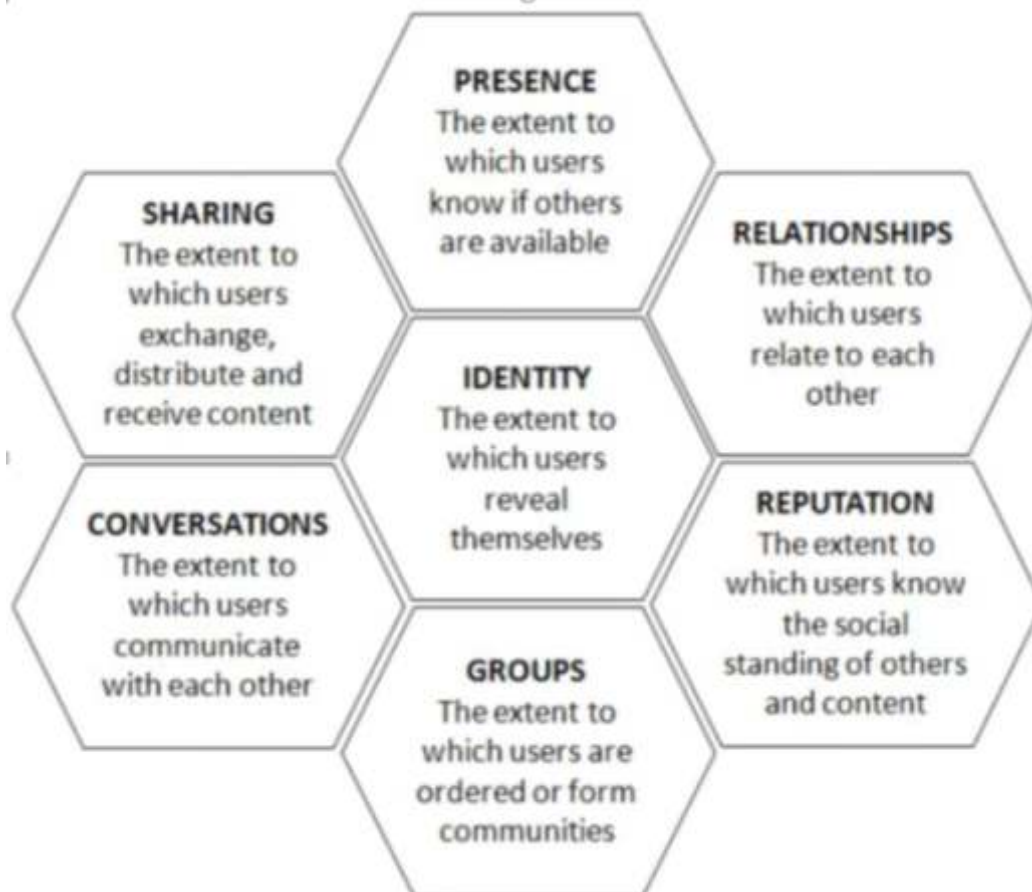 PRESENCE
The extent to
which users
know if others
are available
SHARING
The extent to
which users
exchange,
distribute and
receive content
RELATIONSHIPS
The extent to
which users
relate to each
other
IDENTITY
The extent to
which users
reveal
themselves
CONVERSATIONS
The extent to
which users
communicate
with each other
REPUTATION
The extent to
which users know
the social
standing of others
and content
GROUPS
The extent to
which users are
ordered or form
communities